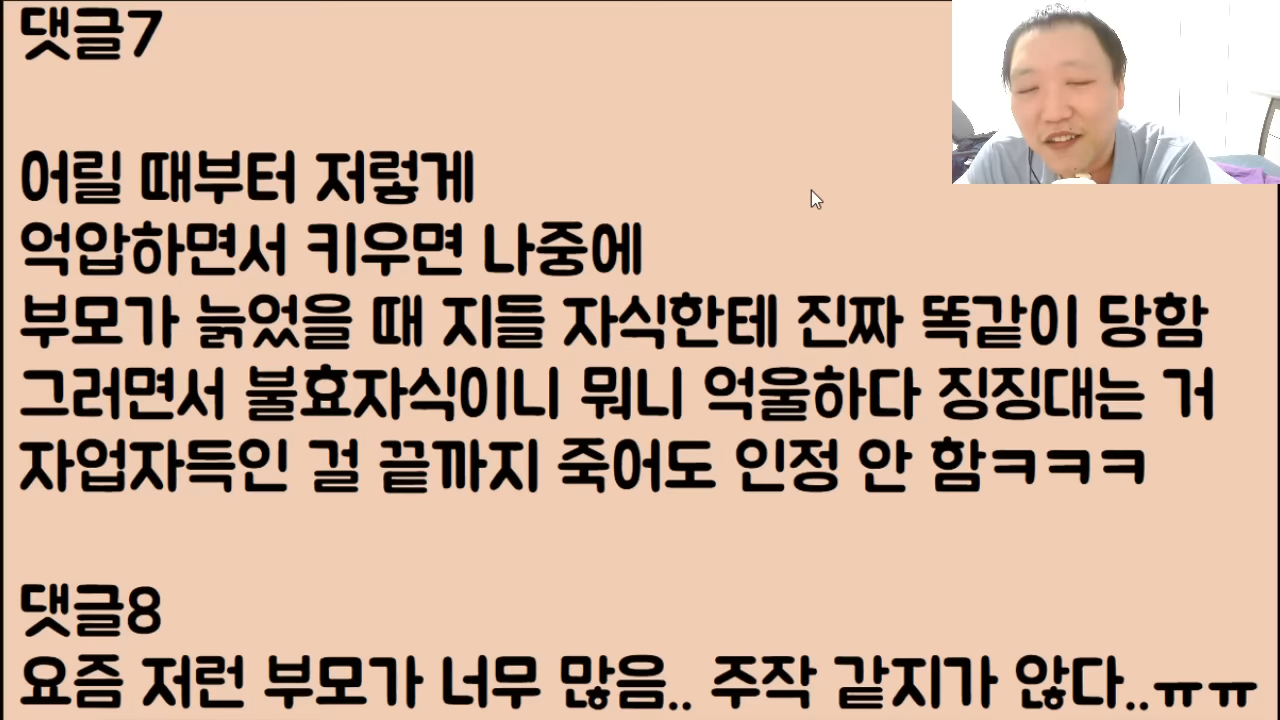 댓글7
어릴 때부터 저렇게
억압하면서 키우면 나중에
부모가 늙었을 때 지들 자식한테 진짜 똑같이 당함
그러면서 불효자식이니 뭐니 억울하다 징징대는 거
자업자득인 걸 끝까지 죽어도 인정 안 함ㅋㅋㅋ
댓글8
요즘 저런 부모가 너무 많음.. 주작 같지가 않다..ㅠㅠ